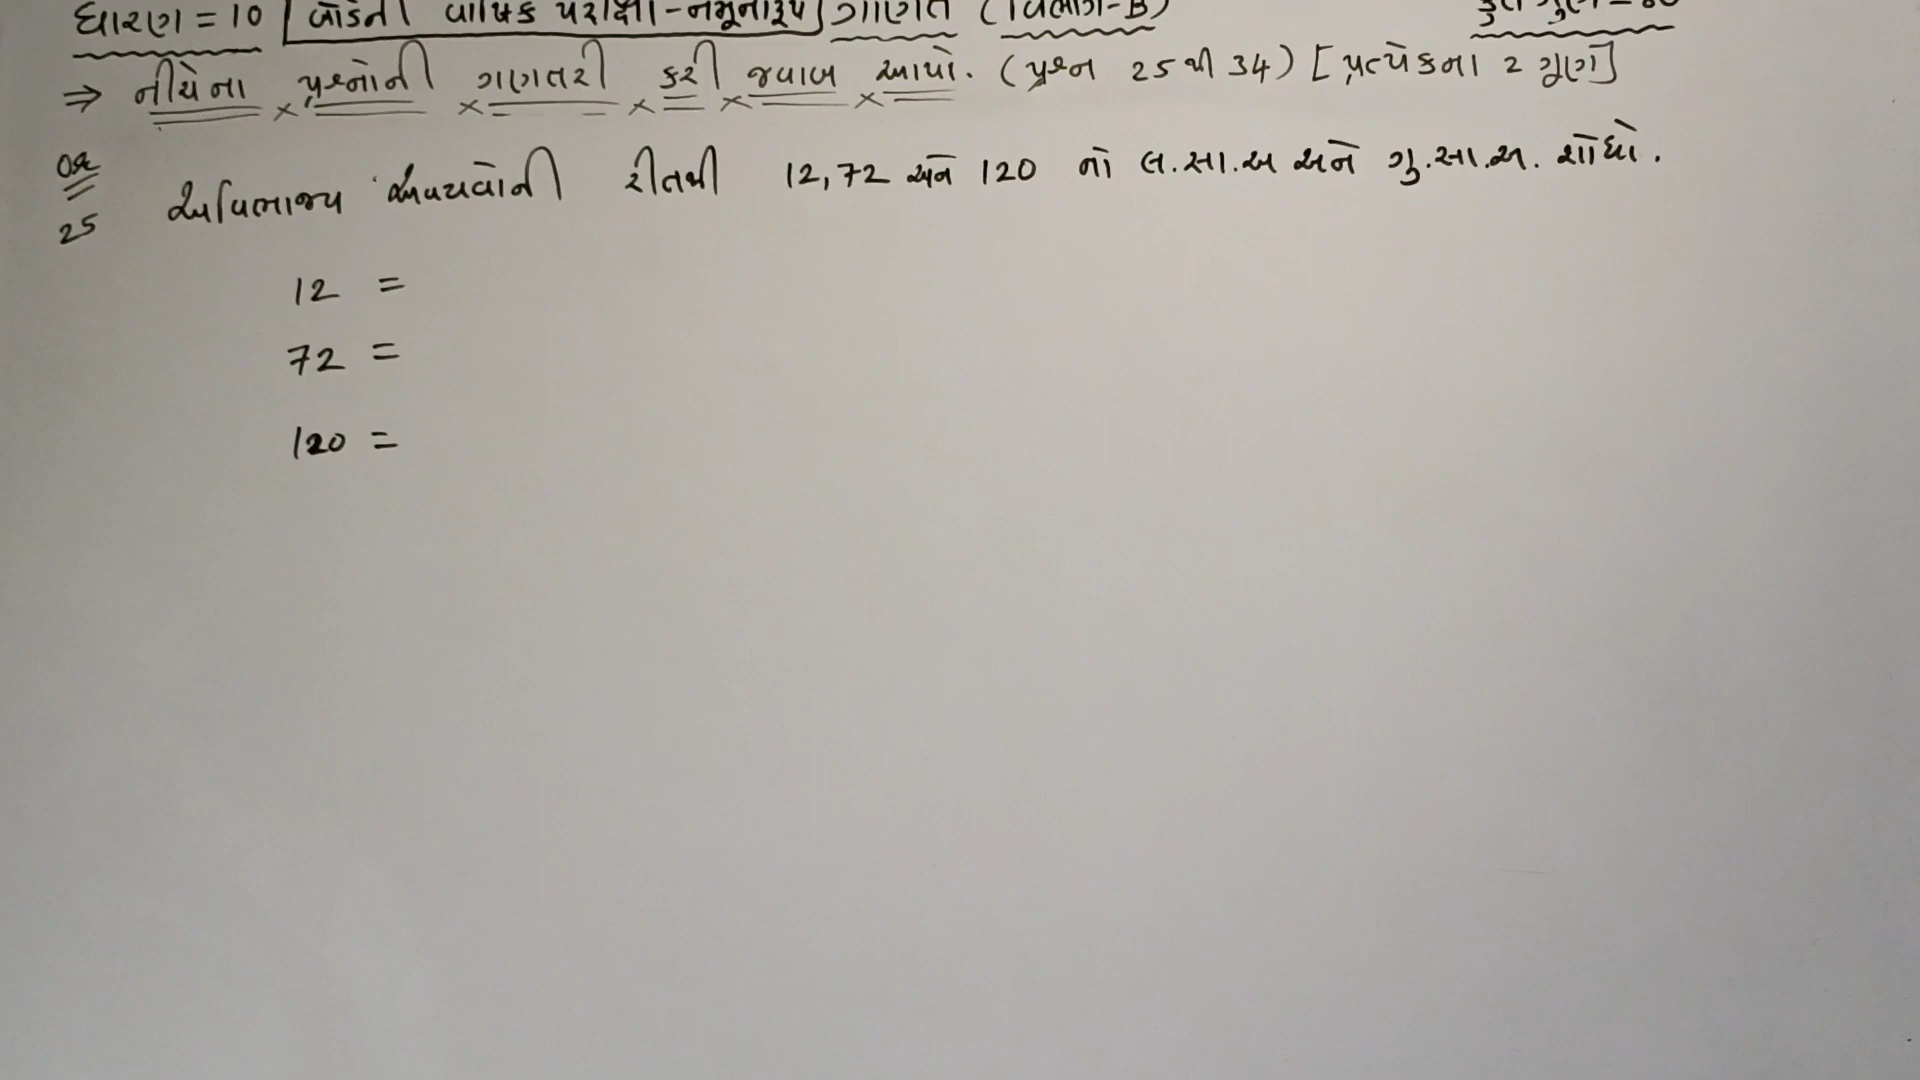 ધોરણ = 10 બોર્ડની વાર્ષિક પરીક્ષા - નમૂનારૂપ ગણિત (વિભાગ-B)
⇒ નીચેના પ્રશ્નોની ગણતરી કરી જવાબ આપો. (પ્રશ્ન 25 થી 34) [પ્રત્યેકના 2 ગુણ]
25 અવિભાજ્ય અવયવોની રીતથી 12, 72 અને 120 નો લ.સા.અ અને ગુ.સા.અ. શોધો.
12 =
72 =
120 =